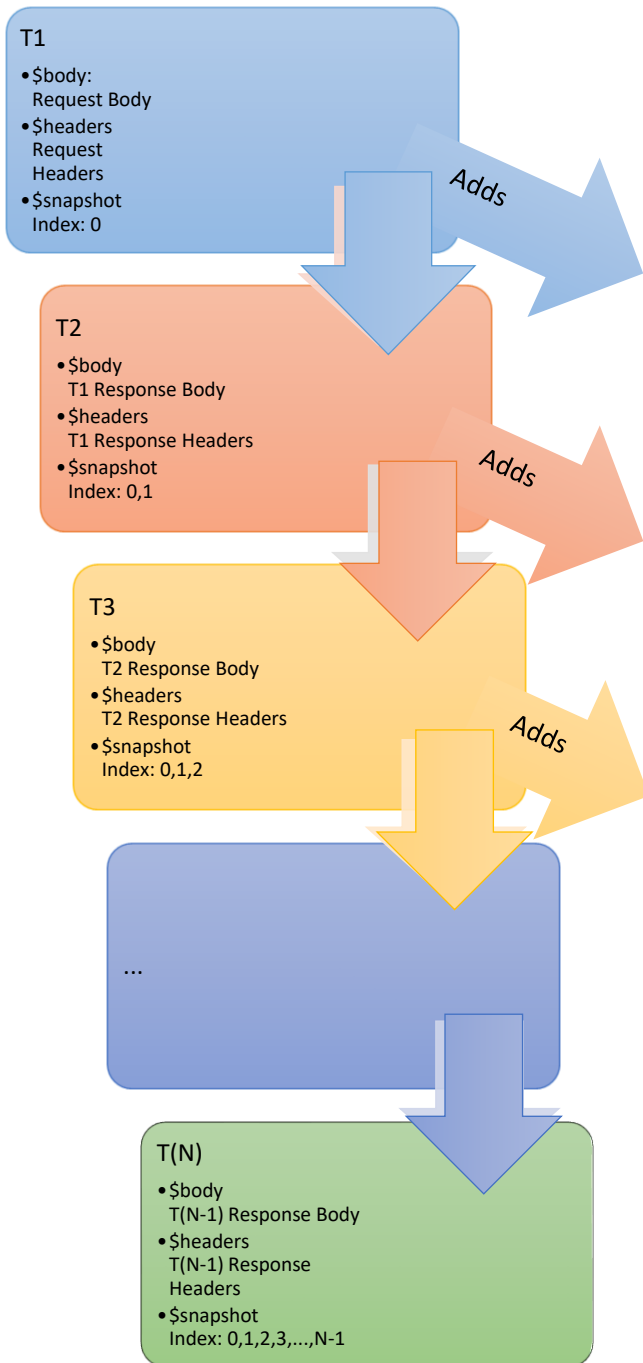 T1
•$body:
Request Body
•$headers
Request
Headers
•$snapshot
Index: 0
Adds
T2
•$body
T1 Response Body
•$headers
T1 Response Headers
•$snapshot
Index: 0,1
Adds
T3
•$body
T2 Response Body
•$headers
T2 Response Headers
•$snapshot
Index: 0,1,2
Adds
...
T(N)
•$body
T(N-1) Response Body
•$headers
T(N-1) Response
Headers
•$snapshot
Index: 0,1,2,3,...,N-1